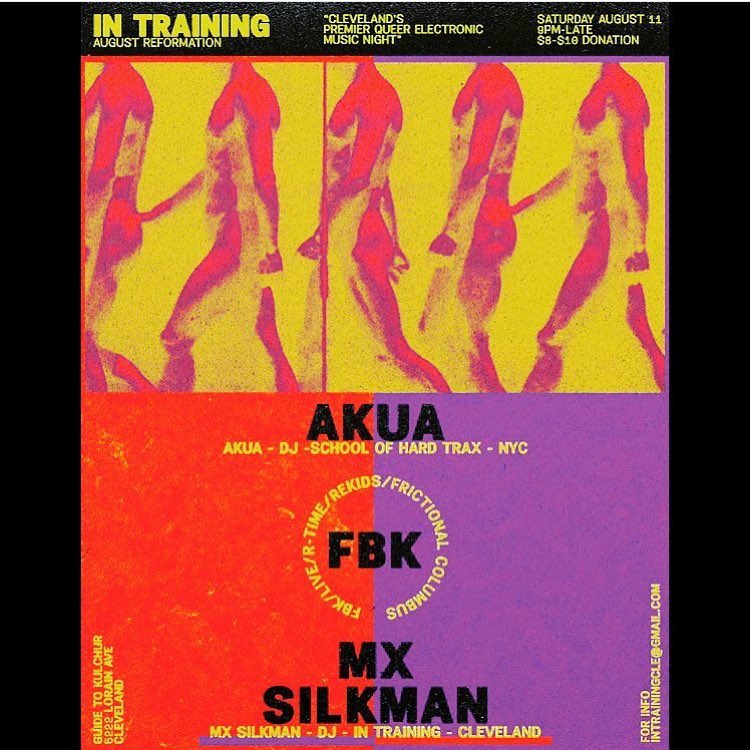 IN TRAINING
AUGUST REFORMATION
"CLEVELAND'S
PREMIER QUEER ELECTRONIC
MUSIC NIGHT"
SATURDAY AUGUST 11
9PM-LATE
$8-$10 DONATION
AKUA
AKUA - DJ -SCHOOL OF HARD TRAX - NYC
FBK/LIVE/R-TIME/REKIDS/FRICTIONAL COLUMBUS
FBK
MX
SILKMAN
MX SILKMAN - DJ - IN TRAINING - CLEVELAND
GUIDE TO KULCHUR
5222 LORAIN AVE
CLEVELAND
FOR INFO
INTRAININGCLE@GMAIL.COM